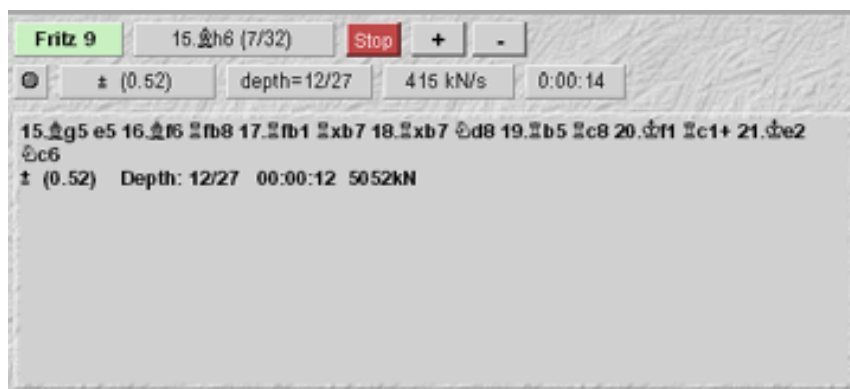 Fritz 9 15.♗h6 (7/32) Stop + -
± (0.52) depth=12/27 415 kN/s 0:00:14
15.♗g5 e5 16.♗f6 ♖fb8 17.♖fb1 ♖xb7 18.♖xb7 ♘d8 19.♖b5 ♖c8 20.♔f1 ♖c1+ 21.♔e2
♘c6
± (0.52) Depth: 12/27 00:00:12 5052kN